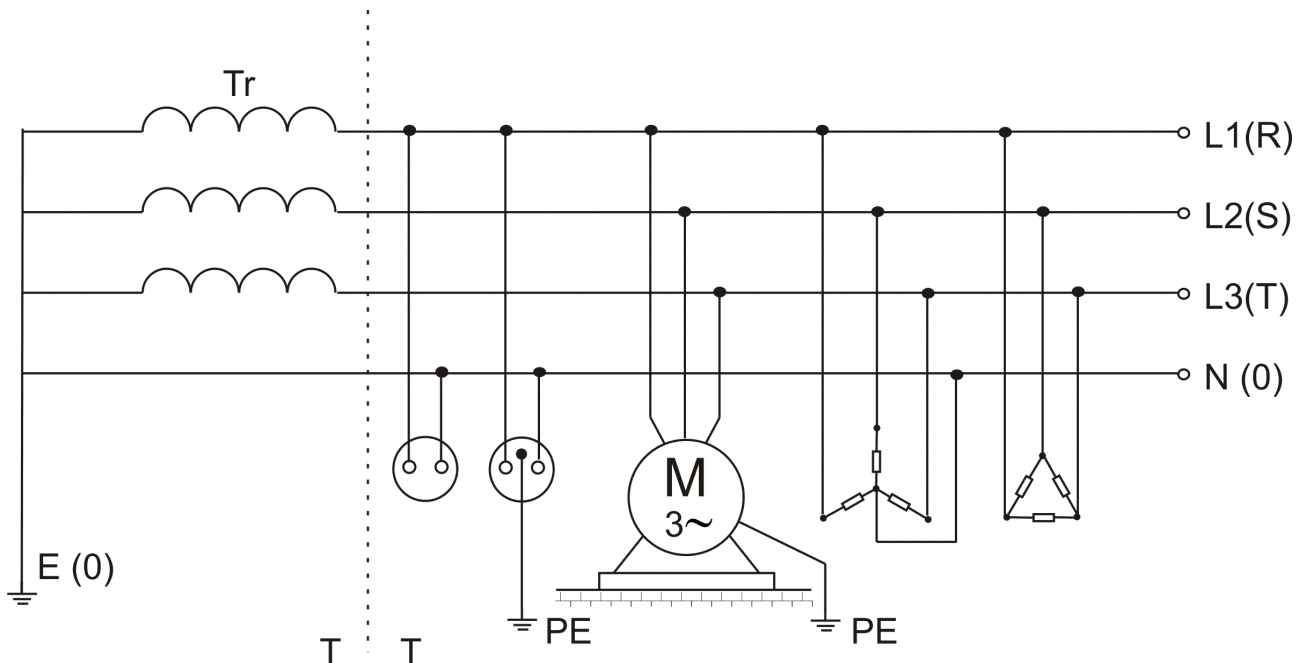 Tr
L1(R)
L2(S)
L3(T)
N (0)
M
3~
E (0)
PE
PE
T T